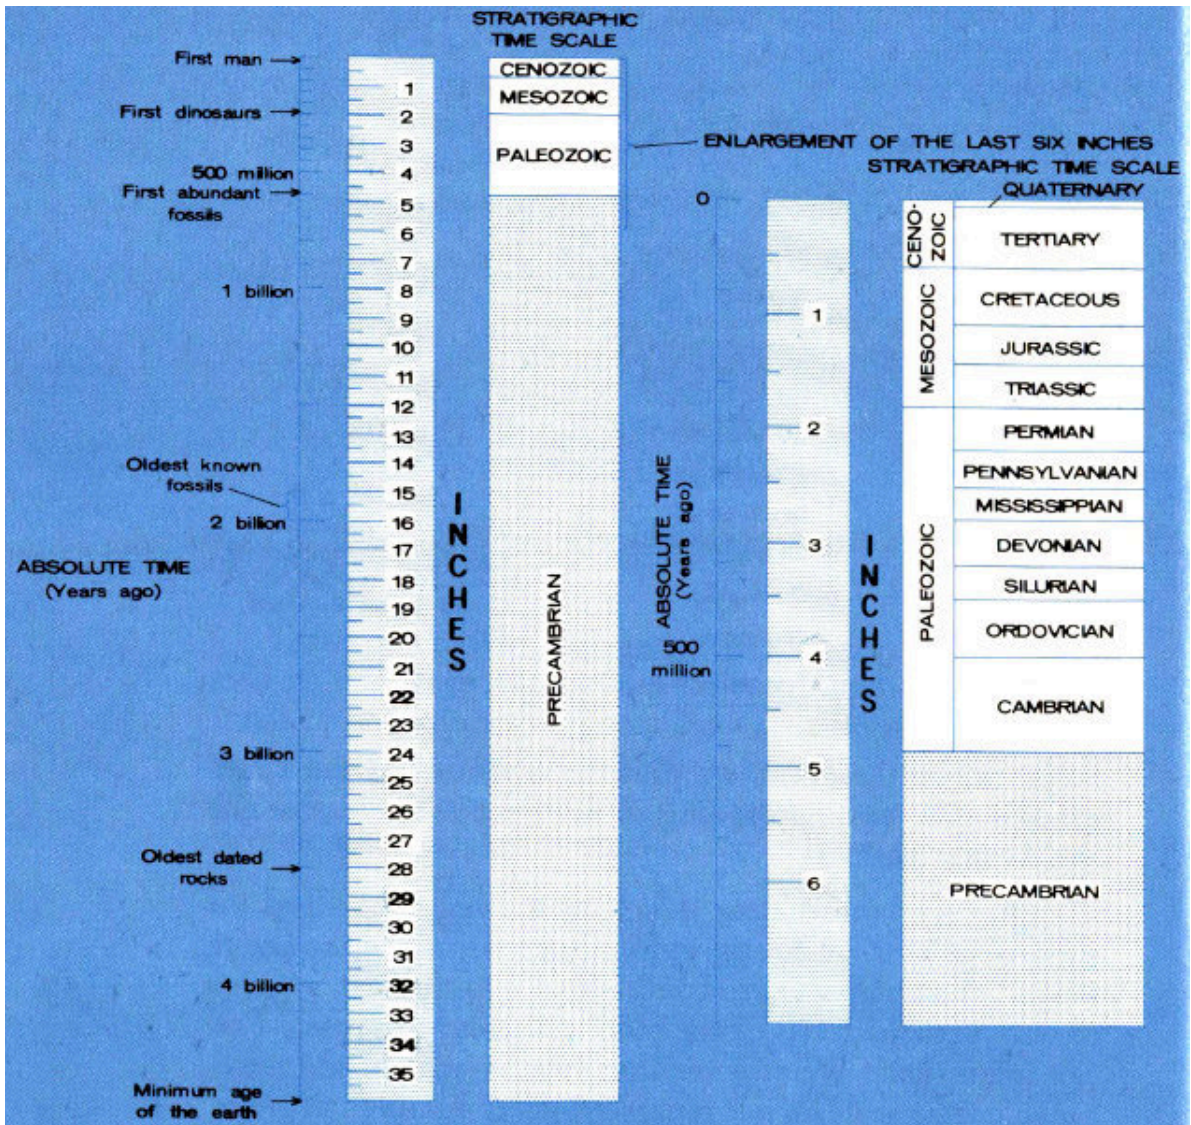 STRATIGRAPHIC
TIME SCALE
First man
First dinosaurs
500 million
First abundant
fossils
1 billion
Oldest known
fossils
2 billion
ABSOLUTE TIME
(Years ago)
3 billion
Oldest dated
rocks
4 billion
Minimum age
of the earth
1
2
3
4
5
6
7
8
9
10
11
12
13
14
15
16
17
18
19
20
21
22
23
24
25
26
27
28
29
30
31
32
33
34
35
INCHES
CENOZOIC
MESOZOIC
PALEOZOIC
PRECAMBRIAN
ENLARGEMENT OF THE LAST SIX INCHES
STRATIGRAPHIC TIME SCALE
0
ABSOLUTE TIME
(Years ago)
500
million
1
2
3
4
5
6
INCHES
CENO-
ZOIC
MESOZOIC
PALEOZOIC
QUATERNARY
TERTIARY
CRETACEOUS
JURASSIC
TRIASSIC
PERMIAN
PENNSYLVANIAN
MISSISSIPPIAN
DEVONIAN
SILURIAN
ORDOVICIAN
CAMBRIAN
PRECAMBRIAN